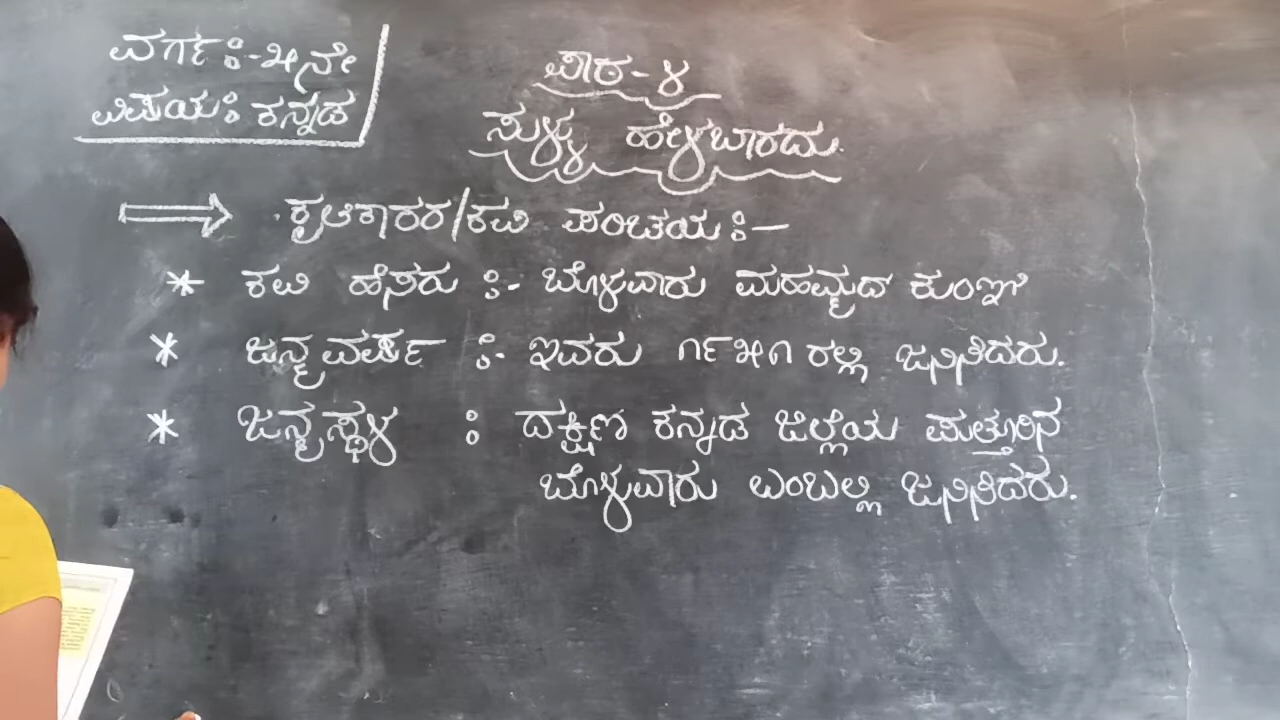 ವರ್ಗ ಃ- ೫ನೇ
ವಿಷಯಃ ಕನ್ನಡ
ಪಾಠ-೪
ಸುಳ್ಳು ಹೇಳಬಾರದು.
ಕೃತಿಕಾರರ/ಕವಿ ಪರಿಚಯಃ-
* ಕವಿ ಹೆಸರು ಃ- ಬೊಳುವಾರು ಮಹಮ್ಮದ್ ಕುಂಞಿ
* ಜನ್ಮವರ್ಷ ಃ- ಇವರು ೧೯೫೧ ರಲ್ಲಿ ಜನಿಸಿದರು.
* ಜನ್ಮಸ್ಥಳ : ದಕ್ಷಿಣ ಕನ್ನಡ ಜಿಲ್ಲೆಯ ಪುತ್ತೂರಿನ
ಬೊಳುವಾರು ಎಂಬಲ್ಲಿ ಜನಿಸಿದರು.